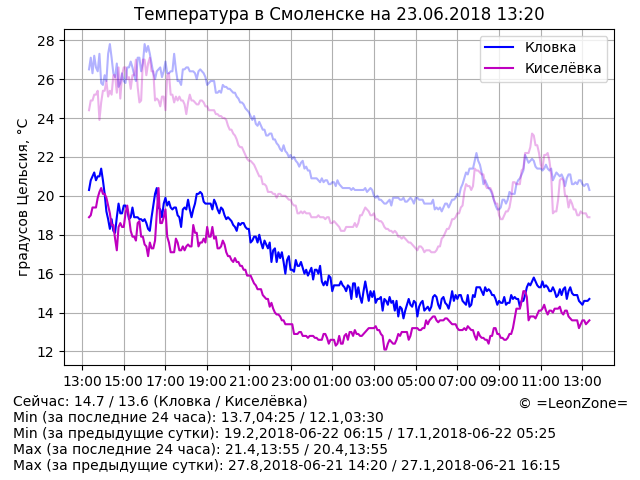 Температура в Смоленске на 23.06.2018 13:20
28
26
24
22
20
18
16
14
12
градусов Цельсия, °C
Кловка
Киселёвка
13:00 15:00 17:00 19:00 21:00 23:00 01:00 03:00 05:00 07:00 09:00 11:00 13:00
Сейчас: 14.7 / 13.6 (Кловка / Киселёвка)
© =LeonZone=
Min (за последние 24 часа): 13.7,04:25 / 12.1,03:30
Min (за предыдущие сутки): 19.2,2018-06-22 06:15 / 17.1,2018-06-22 05:25
Max (за последние 24 часа): 21.4,13:55 / 20.4,13:55
Max (за предыдущие сутки): 27.8,2018-06-21 14:20 / 27.1,2018-06-21 16:15